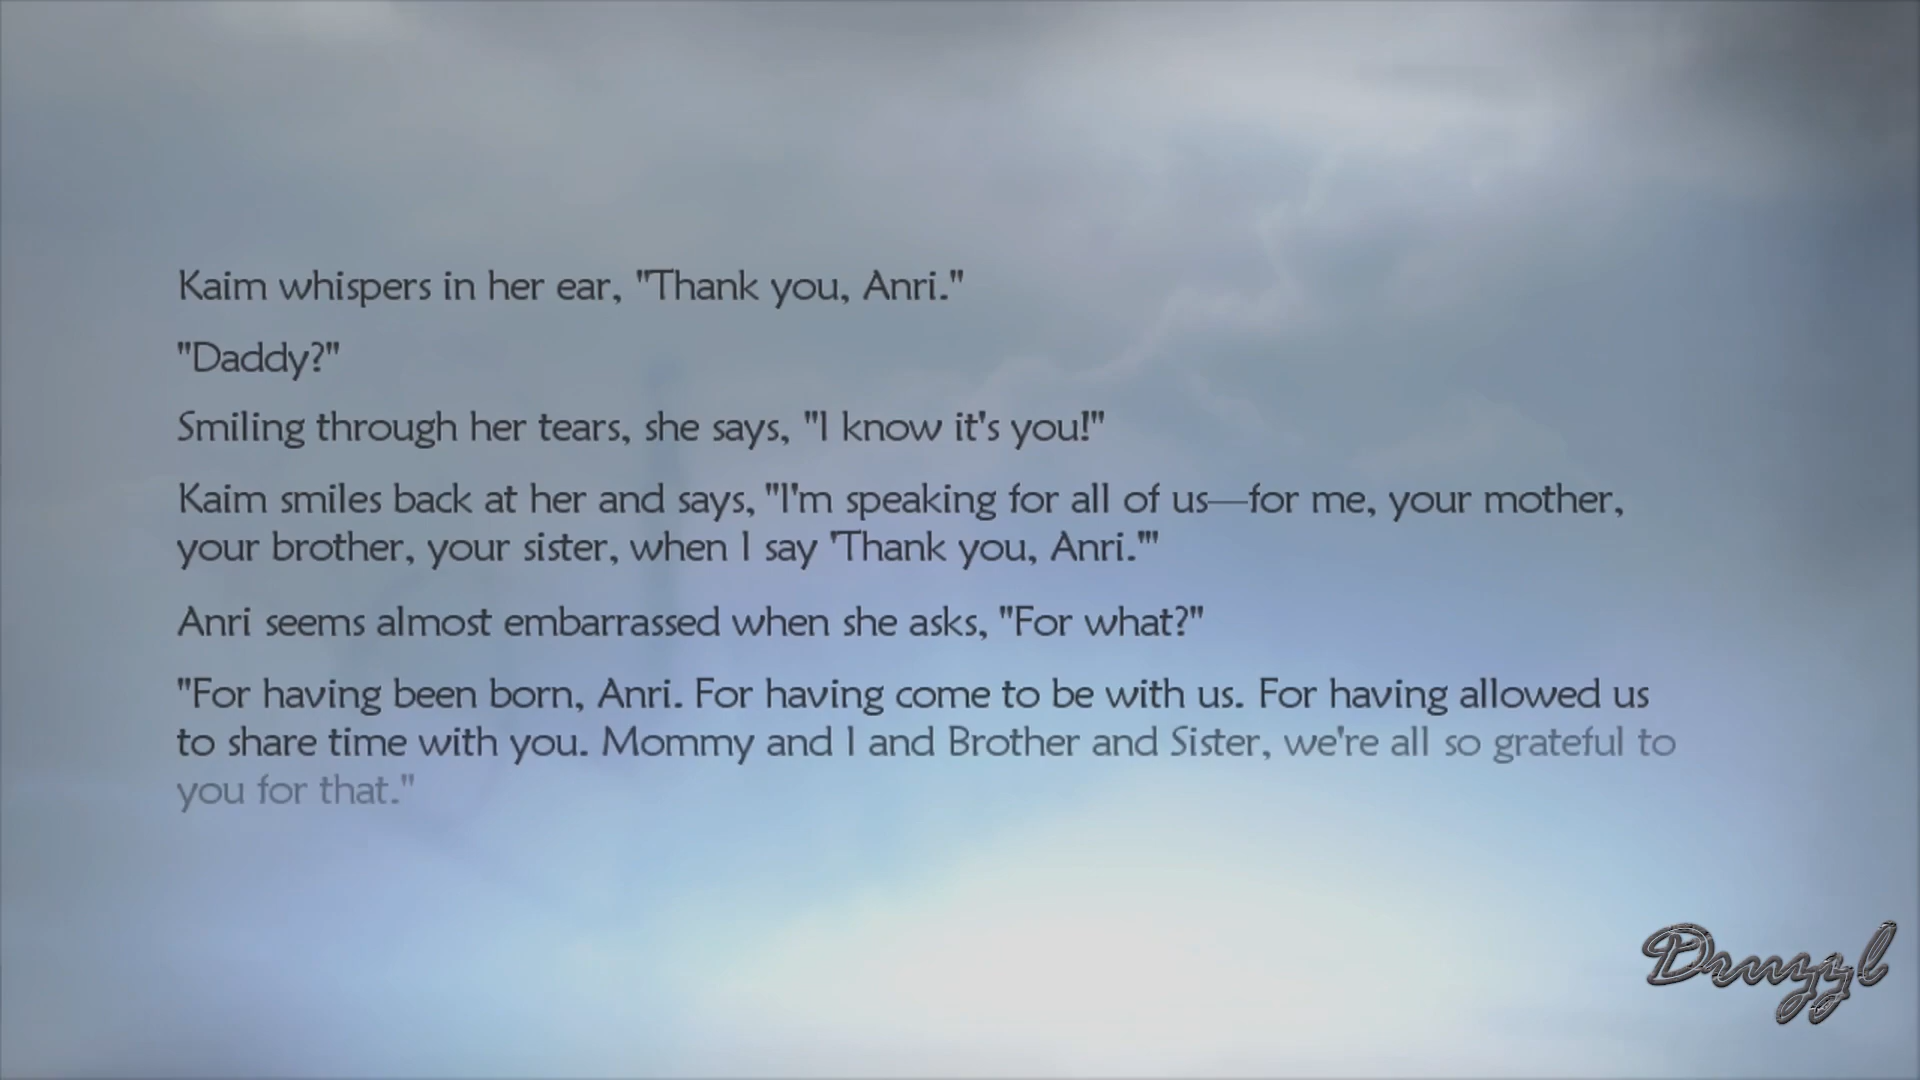 Kaim whispers in her ear, "Thank you, Anri."
"Daddy?"
Smiling through her tears, she says, "I know it's you!"
Kaim smiles back at her and says, "I'm speaking for all of us—for me, your mother,
your brother, your sister, when I say 'Thank you, Anri.'"
Anri seems almost embarrassed when she asks, "For what?"
"For having been born, Anri. For having come to be with us. For having allowed us
to share time with you. Mommy and I and Brother and Sister, we're all so grateful to
you for that."
Druzzl